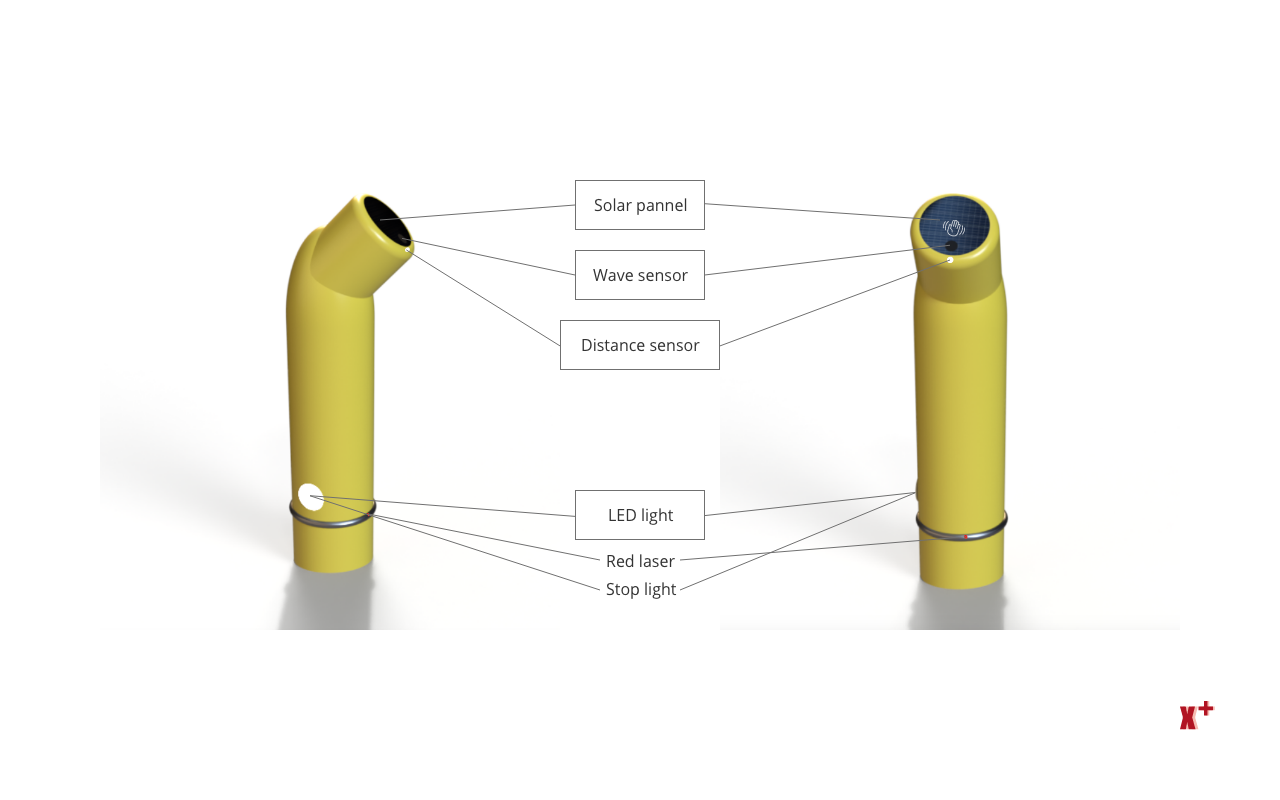 Solar pannel
Wave sensor
Distance sensor
LED light
Red laser
Stop light
x+